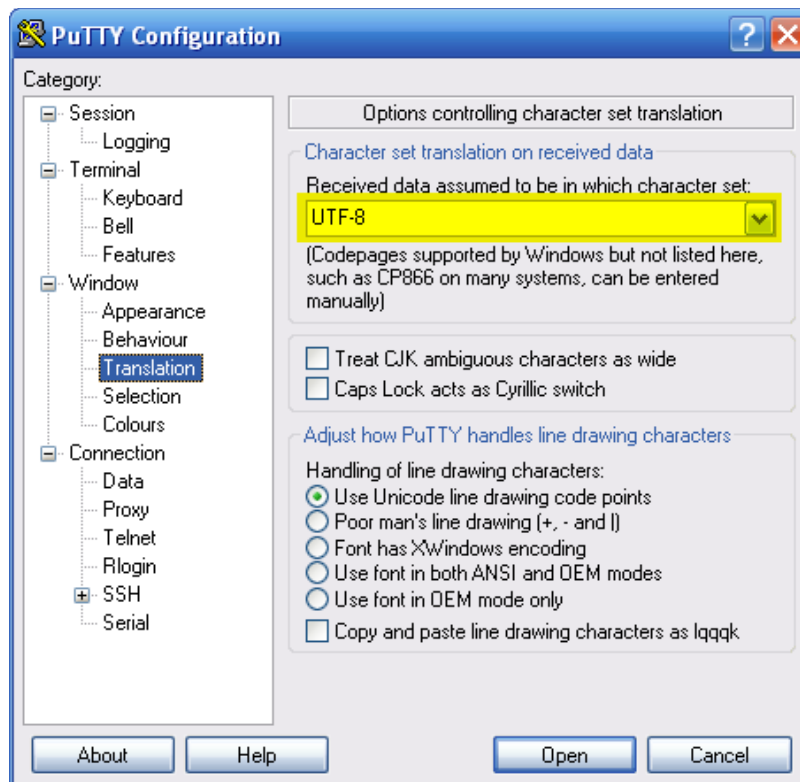 PuTTY Configuration
Category:
Session
Logging
Terminal
Keyboard
Bell
Features
Window
Appearance
Behaviour
Translation
Selection
Colours
Connection
Data
Proxy
Telnet
Rlogin
SSH
Serial
Options controlling character set translation
Character set translation on received data
Received data assumed to be in which character set:
UTF-8
(Codepages supported by Windows but not listed here,
such as CP866 on many systems, can be entered
manually)
Treat CJK ambiguous characters as wide
Caps Lock acts as Cyrillic switch
Adjust how PuTTY handles line drawing characters
Handling of line drawing characters:
Use Unicode line drawing code points
Poor man's line drawing (+, - and |)
Font has XWindows encoding
Use font in both ANSI and OEM modes
Use font in OEM mode only
Copy and paste line drawing characters as lqqqk
About Help Open Cancel